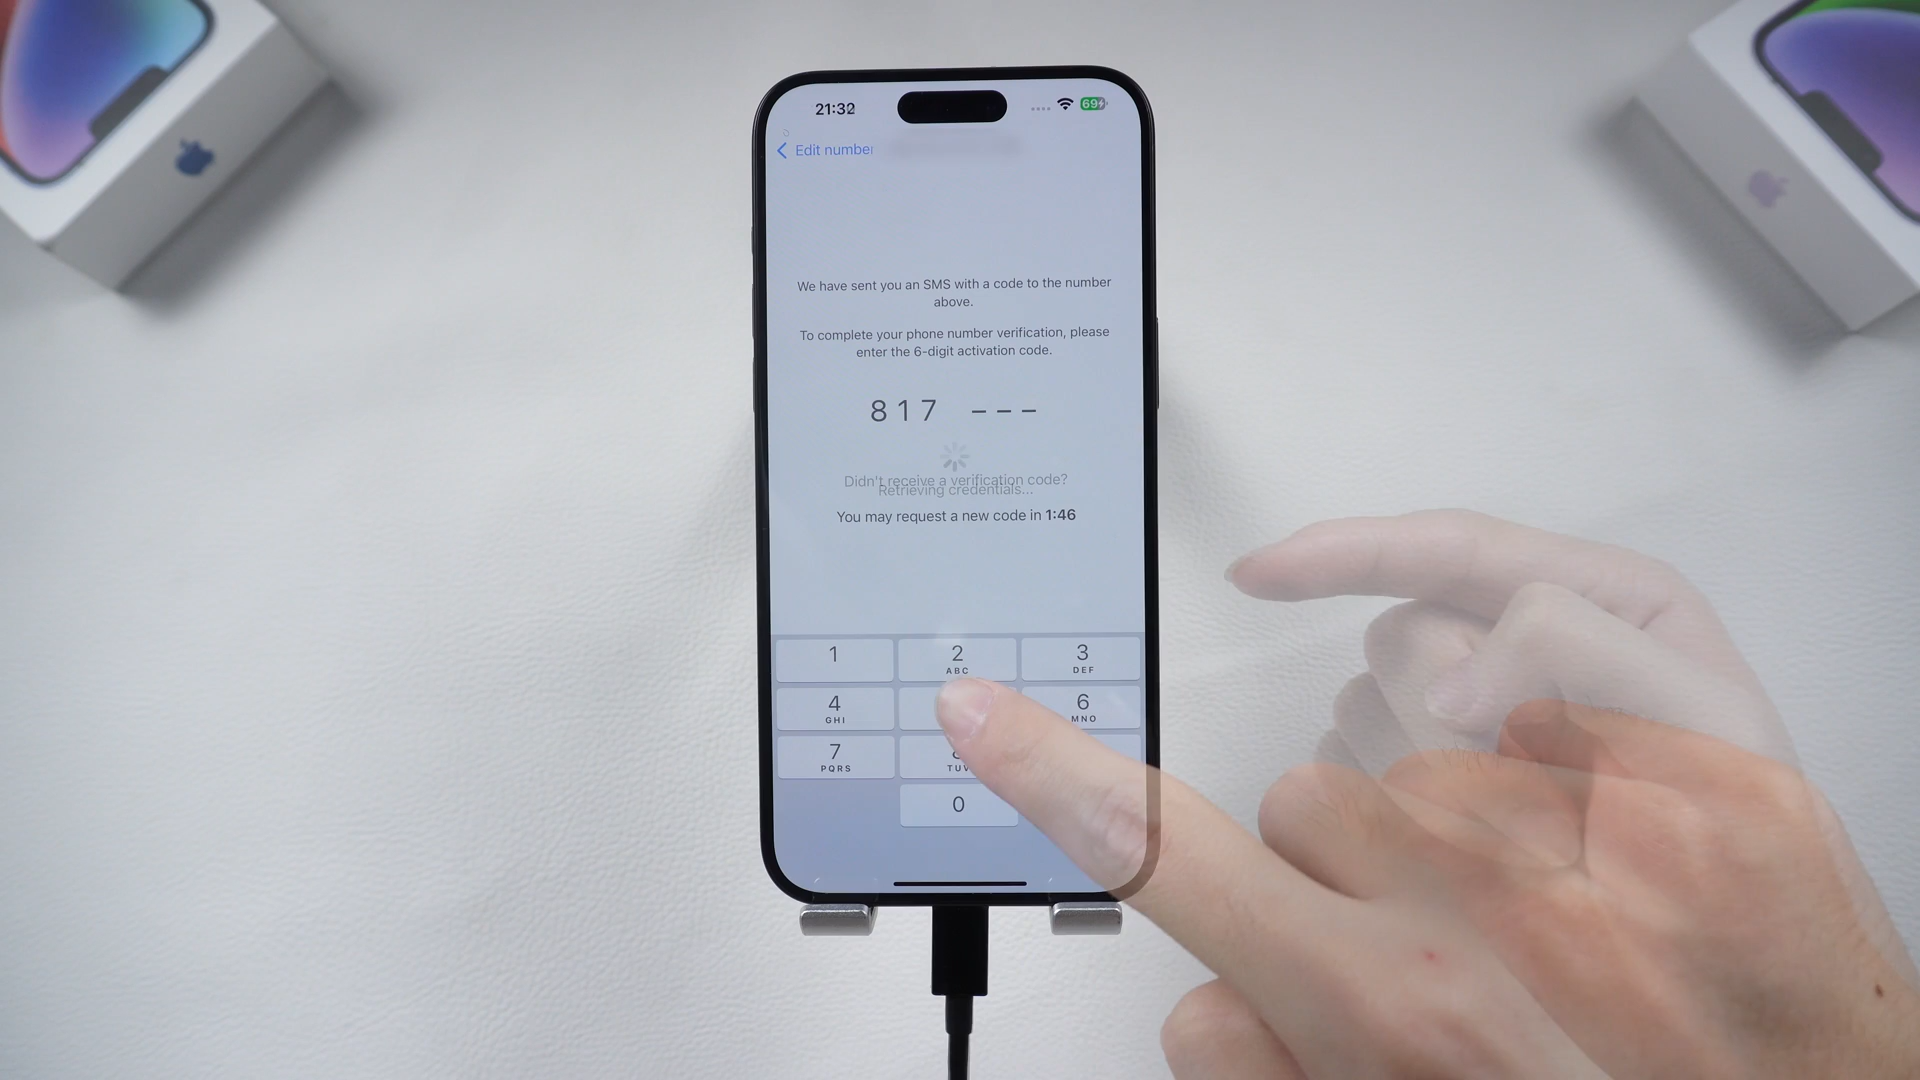 21:32
69
Edit number
We have sent you an SMS with a code to the number
above.
To complete your phone number verification, please
enter the 6-digit activation code.
817 ---
Didn't receive a verification code?
Retrieving credentials...
You may request a new code in 1:46
1
2
ABC
3
DEF
4
GHI
6
MNO
7
PQRS
TUV
0